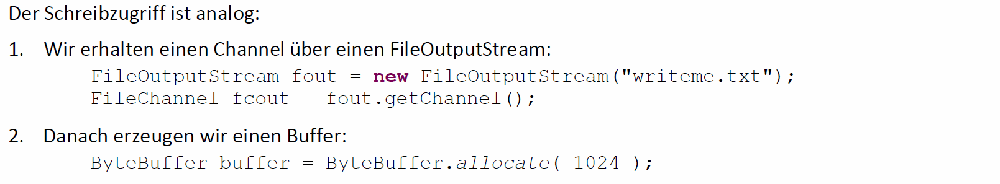 Der Schreibzugriff ist analog:
1. Wir erhalten einen Channel über einen FileOutputStream:
FileOutputStream fout = new FileOutputStream("writeme.txt");
FileChannel fcout = fout.getChannel();
2. Danach erzeugen wir einen Buffer:
ByteBuffer buffer = ByteBuffer.allocate( 1024 );